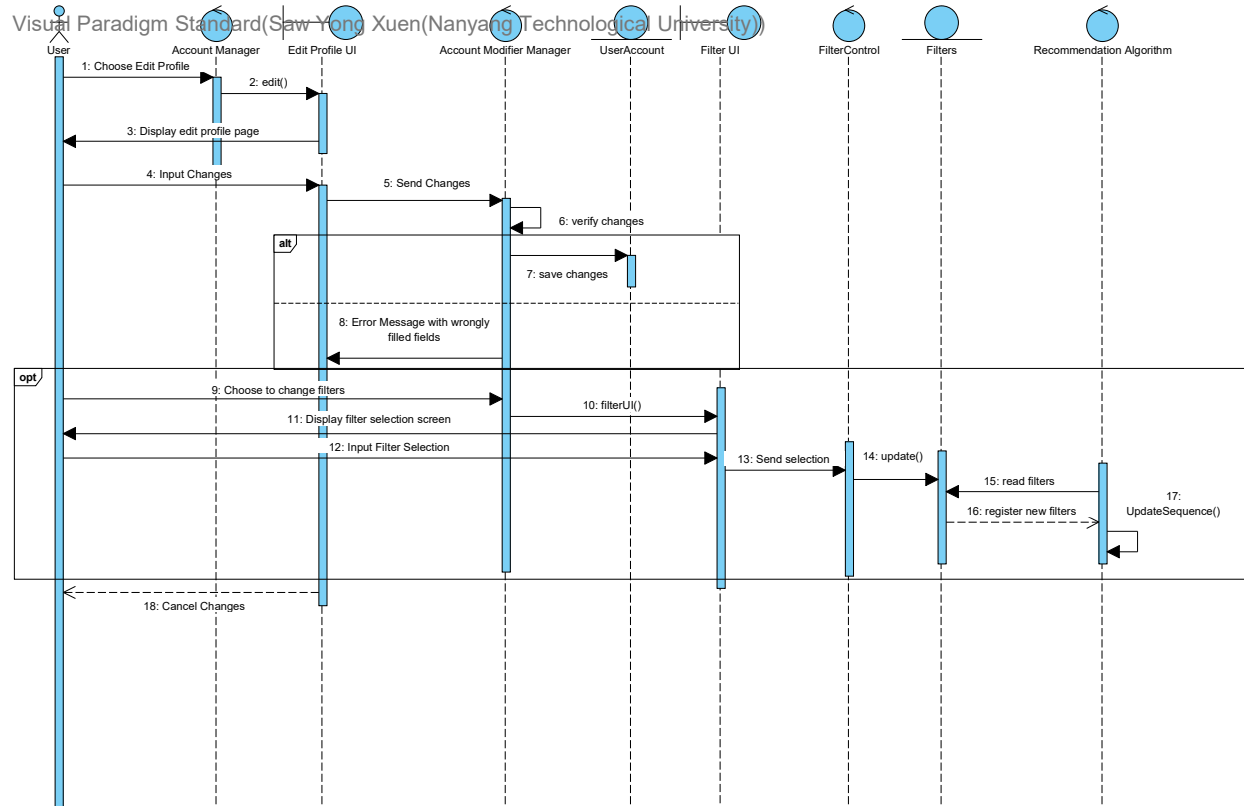 Visual Paradigm Standard(Saw Yong Xuen(Nanyang Technological University))
User
Account Manager
Edit Profile UI
Account Modifier Manager
UserAccount
Filter UI
FilterControl
Filters
Recommendation Algorithm
1: Choose Edit Profile
2: edit()
3: Display edit profile page
4: Input Changes
5: Send Changes
6: verify changes
alt
7: save changes
8: Error Message with wrongly
filled fields
opt
9: Choose to change filters
10: filterUI()
11: Display filter selection screen
12: Input Filter Selection
13: Send selection
14: update()
15: read filters
16: register new filters
17:
UpdateSequence()
18: Cancel Changes